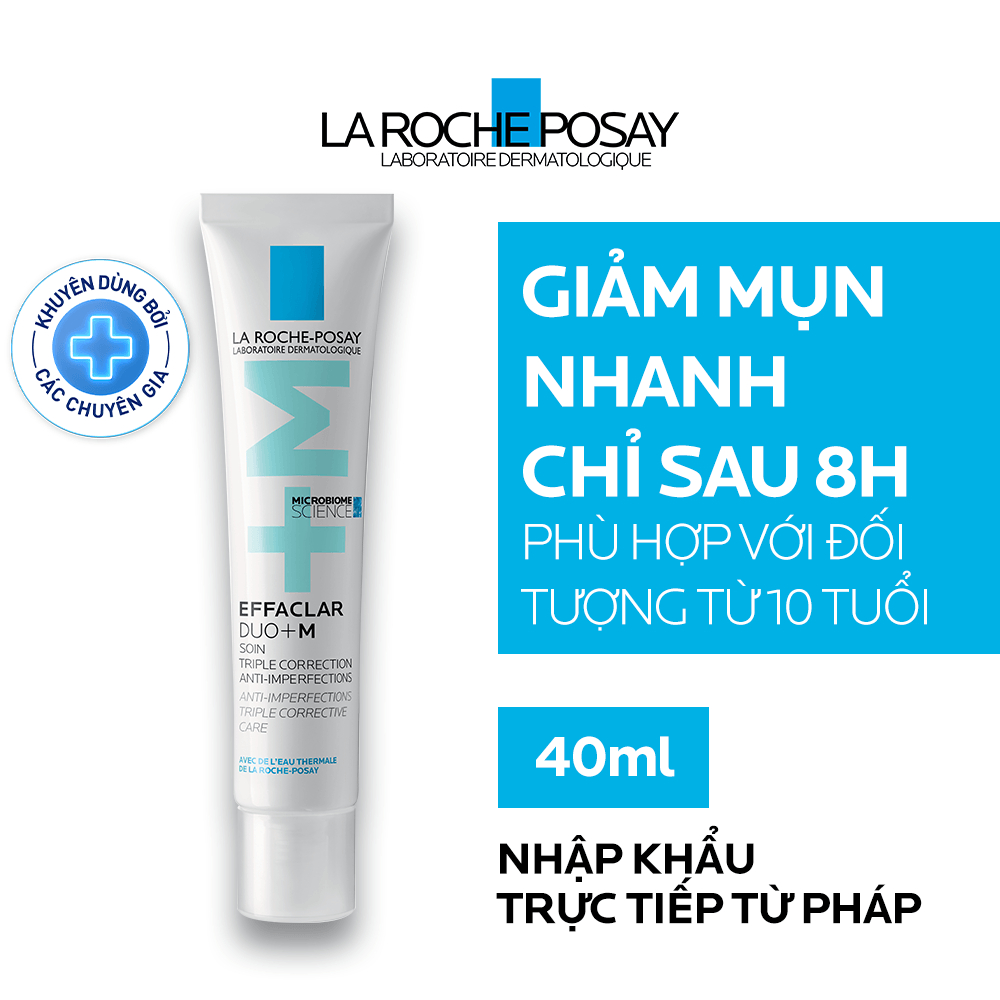 LA ROCHE POSAY
LABORATOIRE DERMATOLOGIQUE
KHUYÊN DÙNG BỞI
CÁC CHUYÊN GIA
LA ROCHE-POSAY
LABORATOIRE DERMATOLOGIQUE
+M
MICROBIOME
SCIENCE
EFFACLAR
DUO+M
SOIN
TRIPLE CORRECTION
ANTI-IMPERFECTIONS
ANTI-IMPERFECTIONS
TRIPLE CORRECTIVE
CARE
AVEC DE L'EAU THERMALE
DE LA ROCHE-POSAY
GIẢM MỤN
NHANH
CHỈ SAU 8H
PHÙ HỢP VỚI ĐỐI
TƯỢNG TỪ 10 TUỔI
40ml
NHẬP KHẨU
TRỰC TIẾP TỪ PHÁP